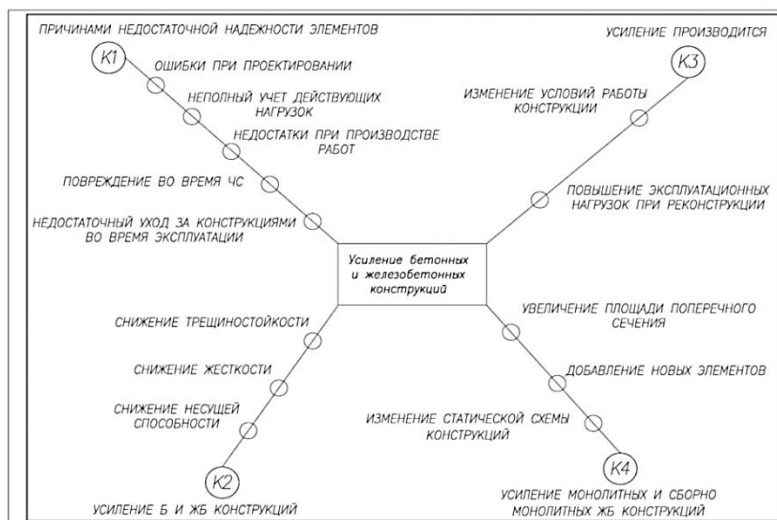 ПРИЧИНАМИ НЕДОСТАТОЧНОЙ НАДЕЖНОСТИ ЭЛЕМЕНТОВ
К1
ОШИБКИ ПРИ ПРОЕКТИРОВАНИИ
НЕПОЛНЫЙ УЧЕТ ДЕЙСТВУЮЩИХ
НАГРУЗОК
НЕДОСТАТКИ ПРИ ПРОИЗВОДСТВЕ
РАБОТ
ПОВРЕЖДЕНИЕ ВО ВРЕМЯ ЧС
НЕДОСТАТОЧНЫЙ УХОД ЗА КОНСТРУКЦИЯМИ
ВО ВРЕМЯ ЭКСПЛУАТАЦИИ
УСИЛЕНИЕ ПРОИЗВОДИТСЯ
К3
ИЗМЕНЕНИЕ УСЛОВИЙ РАБОТЫ
КОНСТРУКЦИИ
ПОВЫШЕНИЕ ЭКСПЛУАТАЦИОННЫХ
НАГРУЗОК ПРИ РЕКОНСТРУКЦИИ
Усиление бетонных
и железобетонных
конструкций
СНИЖЕНИЕ ТРЕЩИНОСТОЙКОСТИ
СНИЖЕНИЕ ЖЕСТКОСТИ
СНИЖЕНИЕ НЕСУЩЕЙ
СПОСОБНОСТИ
К2
УСИЛЕНИЕ Б И ЖБ КОНСТРУКЦИЙ
УВЕЛИЧЕНИЕ ПЛОЩАДИ ПОПЕРЕЧНОГО
СЕЧЕНИЯ
ДОБАВЛЕНИЕ НОВЫХ ЭЛЕМЕНТОВ
ИЗМЕНЕНИЕ СТАТИЧЕСКОЙ СХЕМЫ
КОНСТРУКЦИЙ
К4
УСИЛЕНИЕ МОНОЛИТНЫХ И СБОРНО
МОНОЛИТНЫХ ЖБ КОНСТРУКЦИЙ